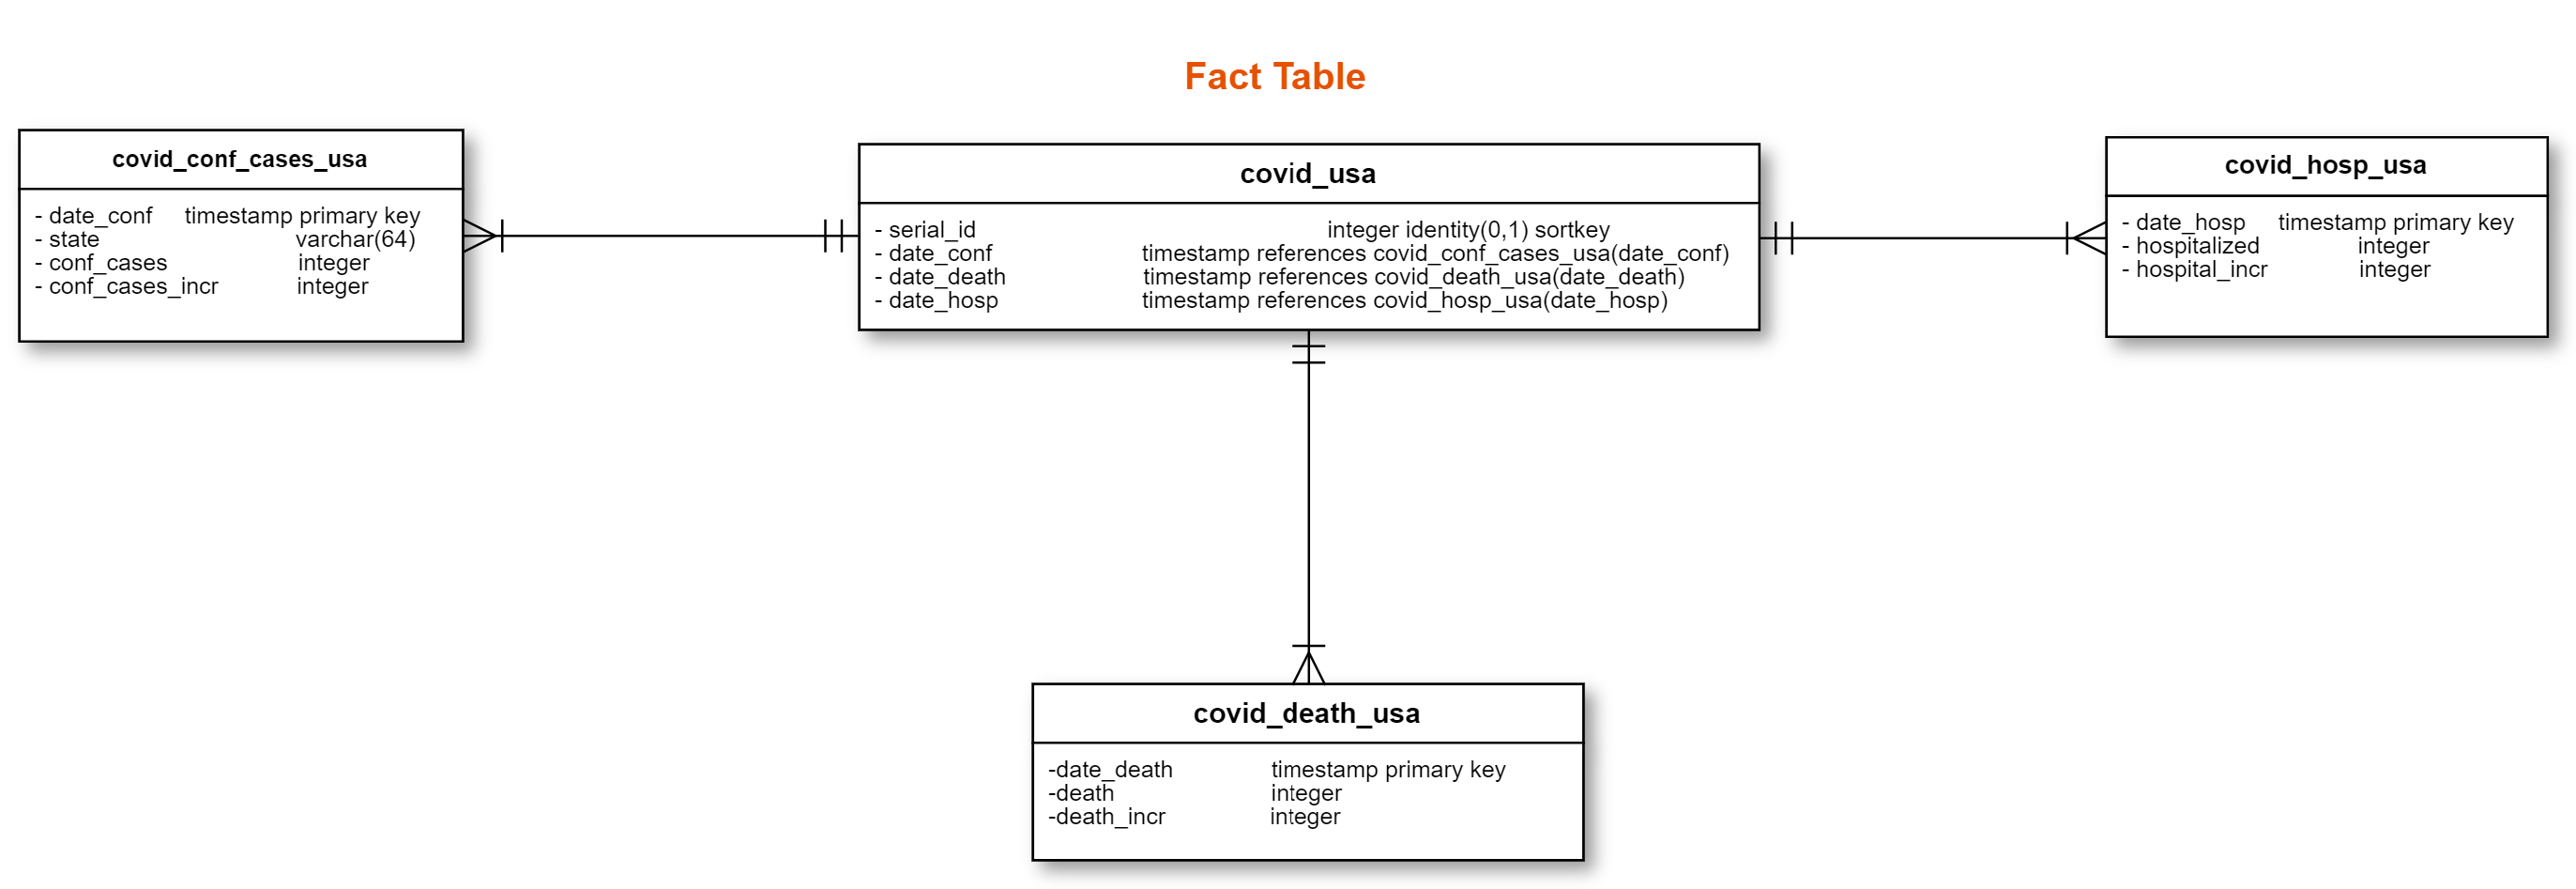 Fact Table
covid_conf_cases_usa
- date_conf timestamp primary key
- state varchar(64)
- conf_cases integer
- conf_cases_incr integer
covid_usa
- serial_id integer identity(0,1) sortkey
- date_conf timestamp references covid_conf_cases_usa(date_conf)
- date_death timestamp references covid_death_usa(date_death)
- date_hosp timestamp references covid_hosp_usa(date_hosp)
covid_hosp_usa
- date_hosp timestamp primary key
- hospitalized integer
- hospital_incr integer
covid_death_usa
-date_death timestamp primary key
-death integer
-death_incr integer